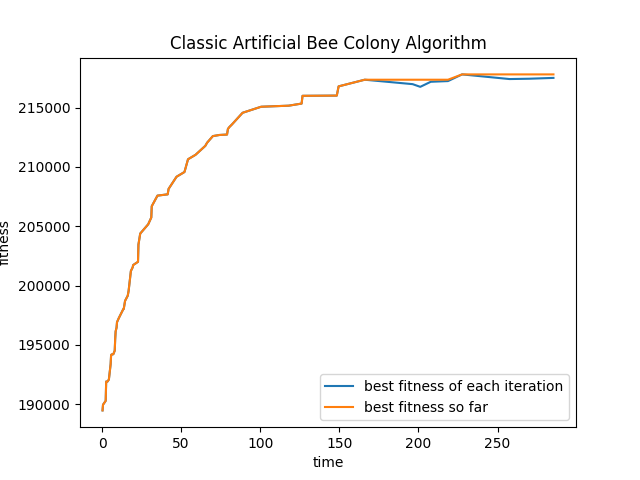 Classic Artificial Bee Colony Algorithm
fitness
215000
210000
205000
200000
195000
190000
best fitness of each iteration
best fitness so far
0 50 100 150 200 250
time